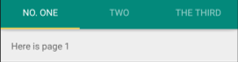 NO. ONE TWO THE THIRD
Here is page 1